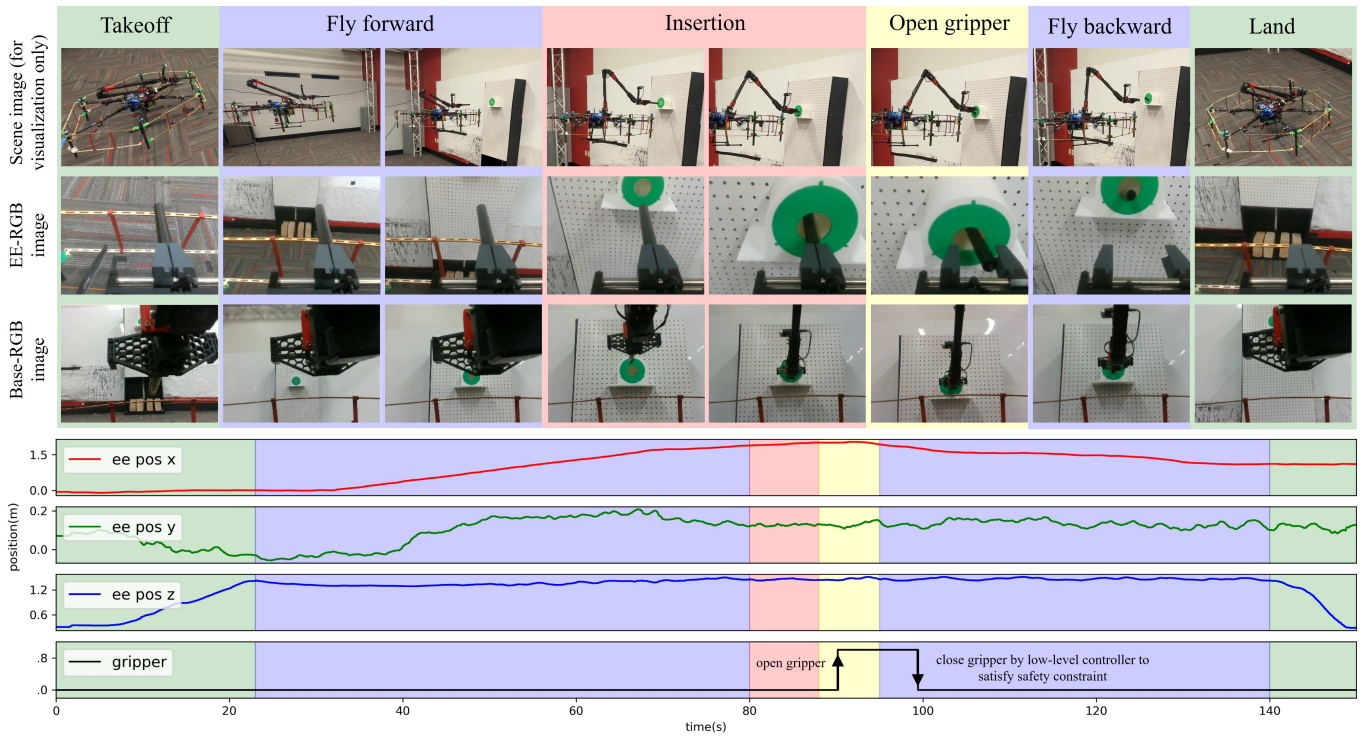 Takeoff
Fly forward
Insertion
Open gripper
Fly backward
Land
Scene image (for
visualization only)
EE-RGB
image
Base-RGB
image
position(m)
1.5
0.0
ee pos x
0.2
0.0
ee pos y
1.2
0.6
ee pos z
.8
.0
gripper
open gripper
close gripper by low-level controller to
satisfy safety constraint
0 20 40 60 80 100 120 140
time(s)